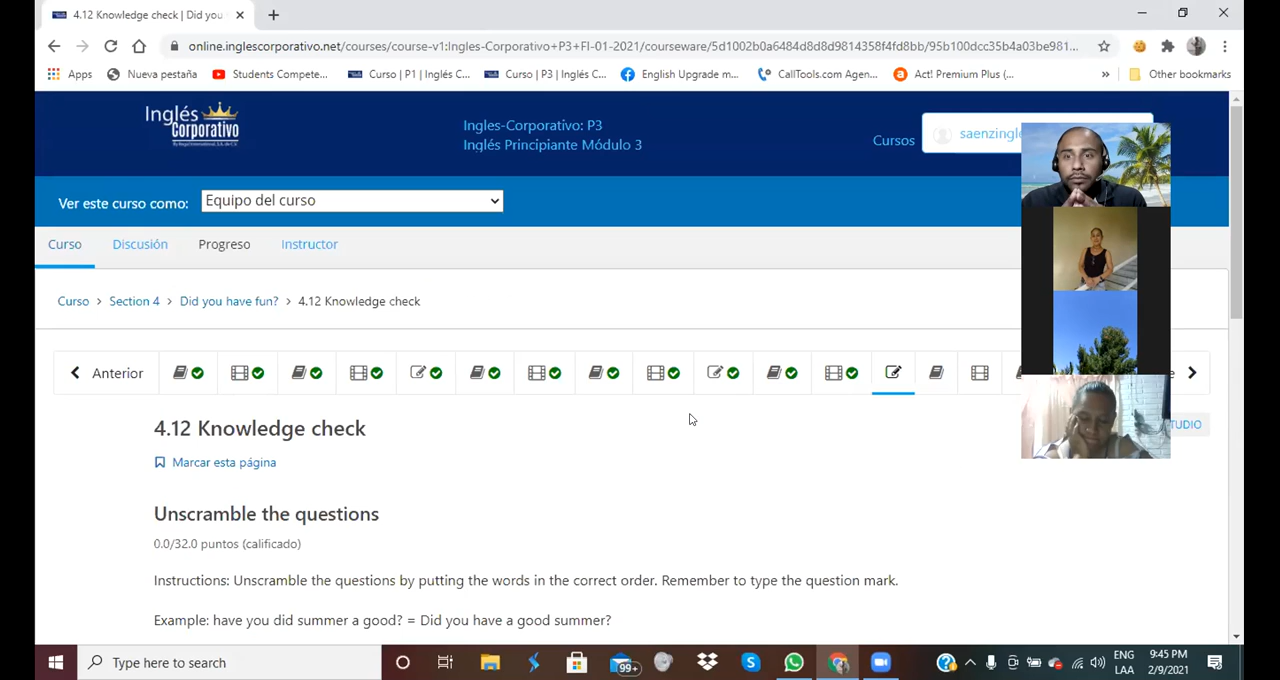 4.12 Knowledge check | Did you
online.inglescorporativo.net/courses/course-v1:Ingles-Corporativo+P3+FI-01-2021/courseware/5d1002b0a6484d8d8d9814358f4fd8bb/95b100dcc35b4a03be981...
Apps Nueva pestaña Students Compete... Curso | P1 | Inglés C... Curso | P3 | Inglés C... English Upgrade m... CallTools.com Agen... Act! Premium Plus (... » Other bookmarks
Inglés
Corporativo
Ingles-Corporativo: P3
Inglés Principiante Módulo 3
Cursos
saenzingl
Ver este curso como: Equipo del curso
Curso Discusión Progreso Instructor
Curso > Section 4 > Did you have fun? > 4.12 Knowledge check
Anterior
4.12 Knowledge check
TUDIO
Marcar esta página
Unscramble the questions
0.0/32.0 puntos (calificado)
Instructions: Unscramble the questions by putting the words in the correct order. Remember to type the question mark.
Example: have you did summer a good? = Did you have a good summer?
Type here to search
99+
ENG
LAA
9:45 PM
2/9/2021